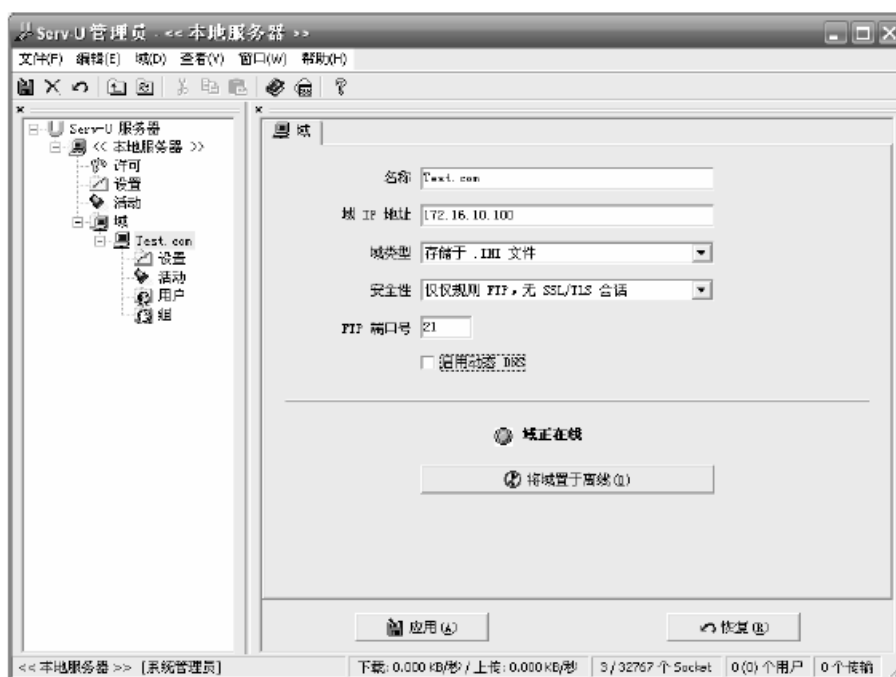 Serv-U 管理员 - << 本地服务器 >>
文件(F) 编辑(E) 域(D) 查看(V) 窗口(W) 帮助(H)
Serv-U 服务器
<< 本地服务器 >>
许可
设置
活动
域
Test.com
设置
活动
用户
组
域
名称 Test.com
域 IP 地址 172.16.10.100
域类型 存储于 .INI 文件
安全性 仅仅规则 FTP，无 SSL/TLS 会话
FTP 端口号 21
启用动态 DNS
域正在线
将域置于离线(Q)
应用(A) 恢复(R)
<< 本地服务器 >> [系统管理员] 下载: 0.000 KB/秒 / 上传: 0.000 KB/秒 3 / 32767 个 Socket 0 (0) 个用户 0 个传输